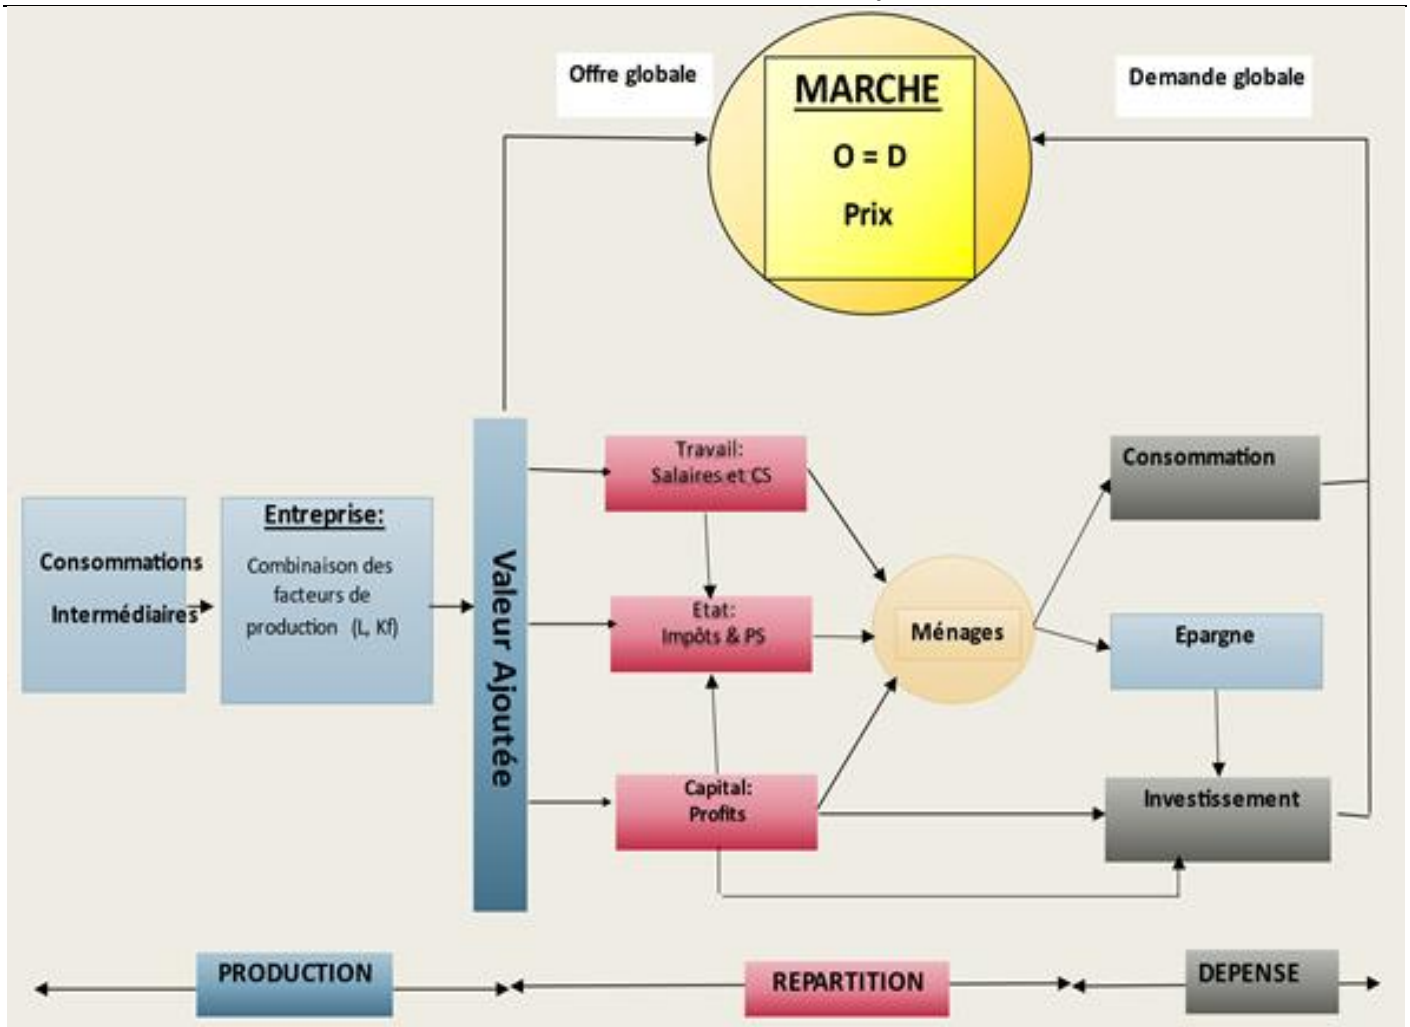 Offre globale
MARCHE
O = D
Prix
Demande globale
Consommations
Intermédiaires
Entreprise:
Combinaison des
facteurs de
production (L, Kf)
Valeur Ajoutée
Travail:
Salaires et CS
Etat:
Impôts & PS
Capital:
Profits
Ménages
Consommation
Epargne
Investissement
PRODUCTION
REPARTITION
DEPENSE